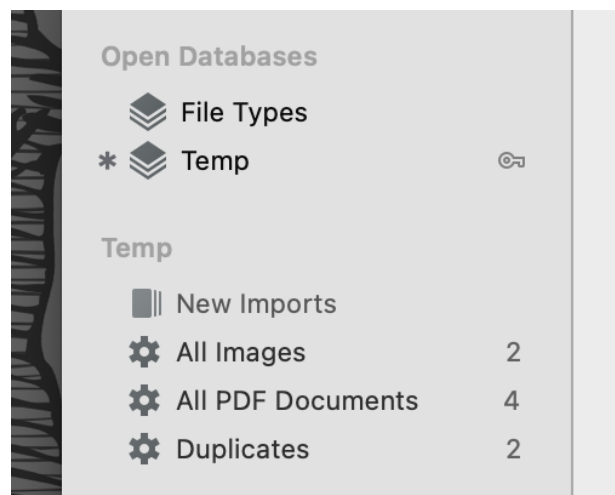 Open Databases
File Types
* Temp
Temp
New Imports
All Images 2
All PDF Documents 4
Duplicates 2